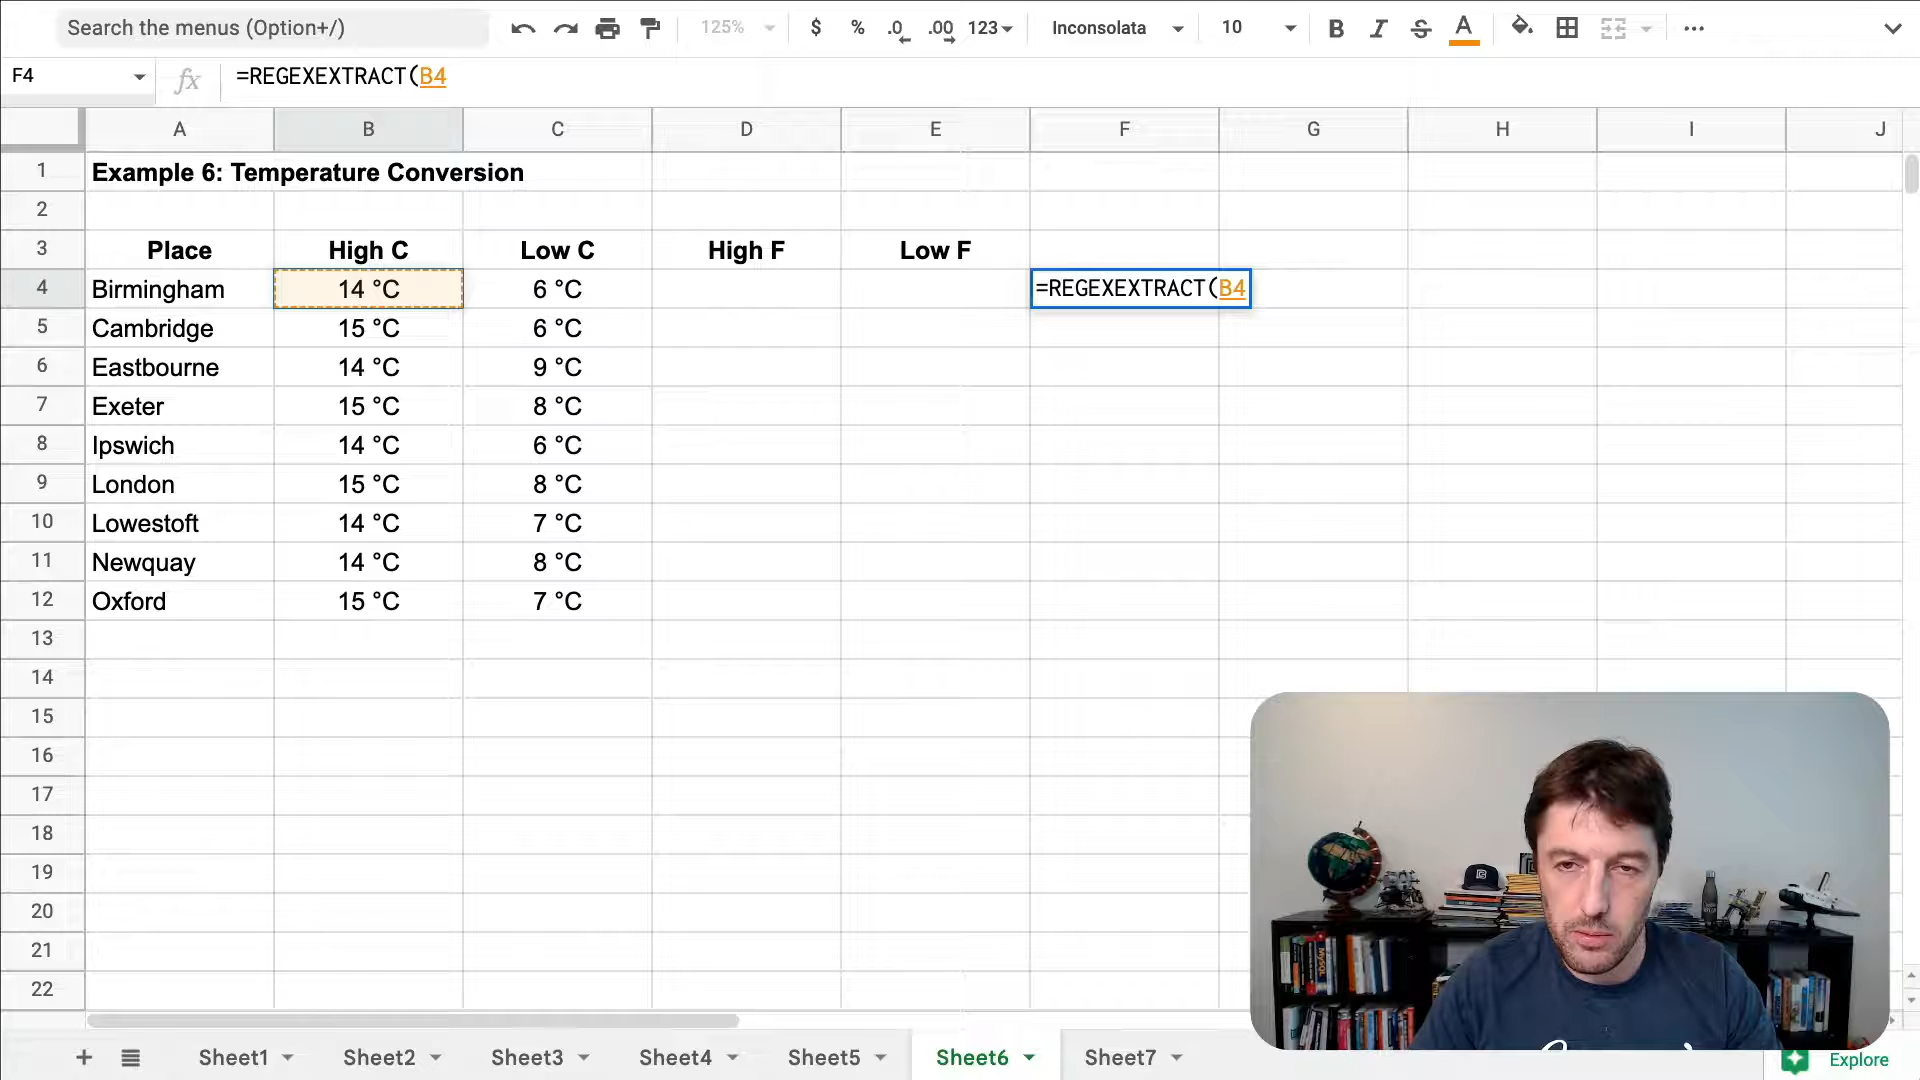 Search the menus (Option+/)
125%
$ % .0 .00 123
Inconsolata
10
B I S A
F4
fx
=REGEXEXTRACT(B4
A B C D E F G H I J
1 Example 6: Temperature Conversion
2
3 Place High C Low C High F Low F
4 Birmingham 14 °C 6 °C =REGEXEXTRACT(B4
5 Cambridge 15 °C 6 °C
6 Eastbourne 14 °C 9 °C
7 Exeter 15 °C 8 °C
8 Ipswich 14 °C 6 °C
9 London 15 °C 8 °C
10 Lowestoft 14 °C 7 °C
11 Newquay 14 °C 8 °C
12 Oxford 15 °C 7 °C
13
14
15
16
17
18
19
20
21
22
MySQL
Sheet1 Sheet2 Sheet3 Sheet4 Sheet5 Sheet6 Sheet7
Explore